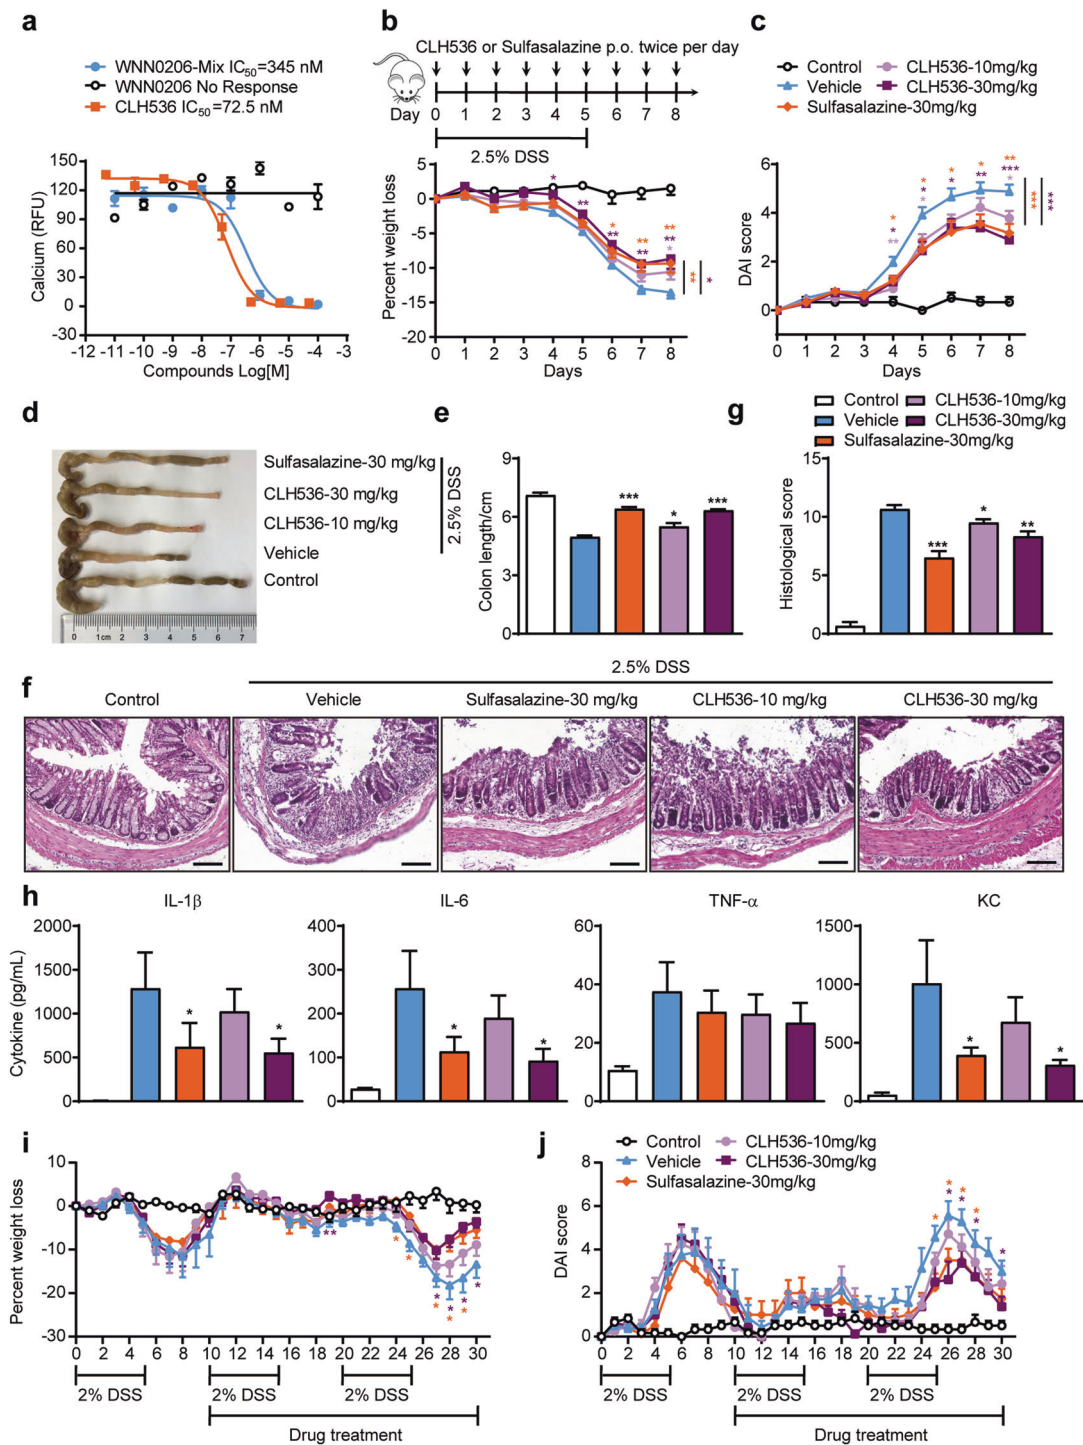 a
WNN0206-Mix IC50=345 nM
WNN0206 No Response
CLH536 IC50=72.5 nM
Calcium (RFU)
150
120
90
60
30
0
-30
-12 -11 -10 -9 -8 -7 -6 -5 -4 -3
Compounds Log[M]
b
CLH536 or Sulfasalazine p.o. twice per day
Day 0 1 2 3 4 5 6 7 8
2.5% DSS
Percent weight loss
5
0
-5
-10
-15
-20
*
**
*
**
**
**
**
**
*
** *
0 1 2 3 4 5 6 7 8
Days
c
Control
Vehicle
Sulfasalazine-30mg/kg
CLH536-10mg/kg
CLH536-30mg/kg
DAI score
6
4
2
0
*
*
**
*
*
*
*
*
*
**
**
***
*
*** ***
0 1 2 3 4 5 6 7 8
Days
d
Sulfasalazine-30 mg/kg
CLH536-30 mg/kg
CLH536-10 mg/kg
Vehicle
Control
2.5% DSS
0 1cm 2 3 4 5 6 7
e
Colon length/cm
9
6
3
0
*** * ***
g
Control
Vehicle
Sulfasalazine-30mg/kg
CLH536-10mg/kg
CLH536-30mg/kg
Histological score
15
10
5
0
*** * **
f
2.5% DSS
Control Vehicle Sulfasalazine-30 mg/kg CLH536-10 mg/kg CLH536-30 mg/kg
h
Cytokine (pg/mL)
IL-1β
2000
1500
1000
500
0
* *
IL-6
400
300
200
100
0
* *
TNF-α
60
40
20
0
KC
1500
1000
500
0
* *
i
Percent weight loss
10
0
-10
-20
-30
**
*
*
*
*
*
*
*
*
*
0 2 4 6 8 10 12 14 16 18 20 22 24 26 28 30
2% DSS 2% DSS 2% DSS
Drug treatment
j
Control
Vehicle
Sulfasalazine-30mg/kg
CLH536-10mg/kg
CLH536-30mg/kg
DAI score
8
6
4
2
0
*
*
*
*
*
*
*
*
0 2 4 6 8 10 12 14 16 18 20 22 24 26 28 30
2% DSS 2% DSS 2% DSS
Drug treatment